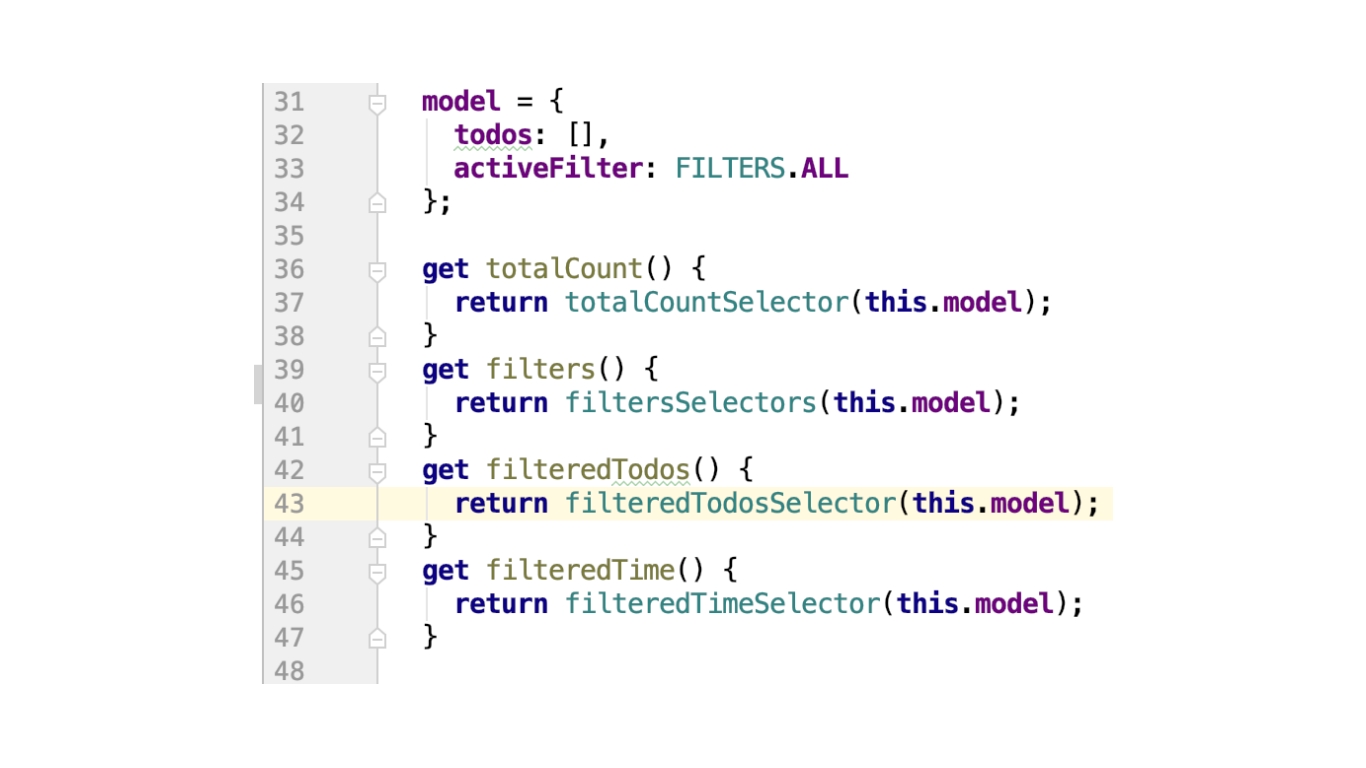 31 model = {
32 todos: [],
33 activeFilter: FILTERS.ALL
34 };
35
36 get totalCount() {
37 return totalCountSelector(this.model);
38 }
39 get filters() {
40 return filtersSelectors(this.model);
41 }
42 get filteredTodos() {
43 return filteredTodosSelector(this.model);
44 }
45 get filteredTime() {
46 return filteredTimeSelector(this.model);
47 }
48